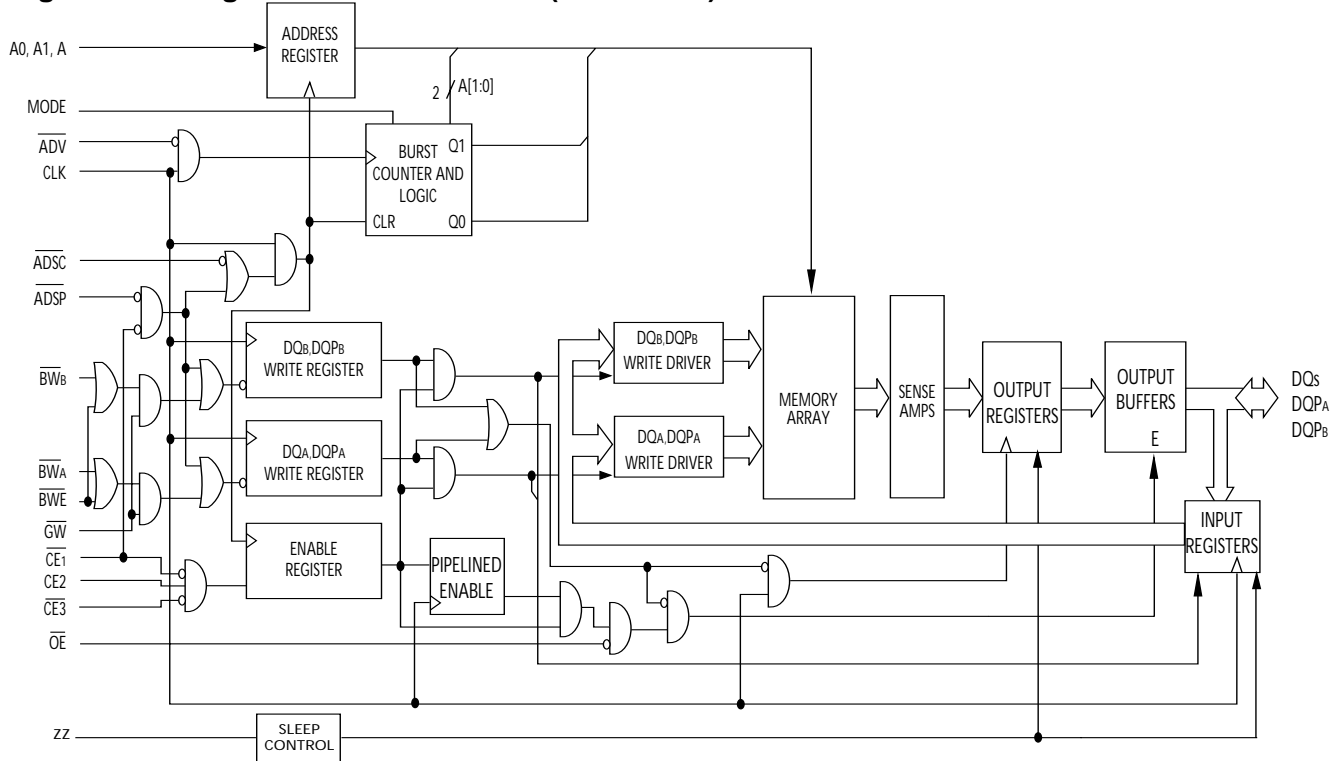 ADDRESS
REGISTER
A0, A1, A
2
A[1:0]
MODE
ADV
CLK
BURST
COUNTER AND
LOGIC
Q1
CLR
Q0
ADSC
ADSP
DQB,DQPB
WRITE REGISTER
DQB,DQPB
WRITE DRIVER
BWB
MEMORY
ARRAY
SENSE
AMPS
OUTPUT
REGISTERS
OUTPUT
BUFFERS
E
DQs
DQPA
DQPB
DQA,DQPA
WRITE REGISTER
DQA,DQPA
WRITE DRIVER
BWA
BWE
GW
INPUT
REGISTERS
CE1
CE2
CE3
ENABLE
REGISTER
PIPELINED
ENABLE
OE
ZZ
SLEEP
CONTROL